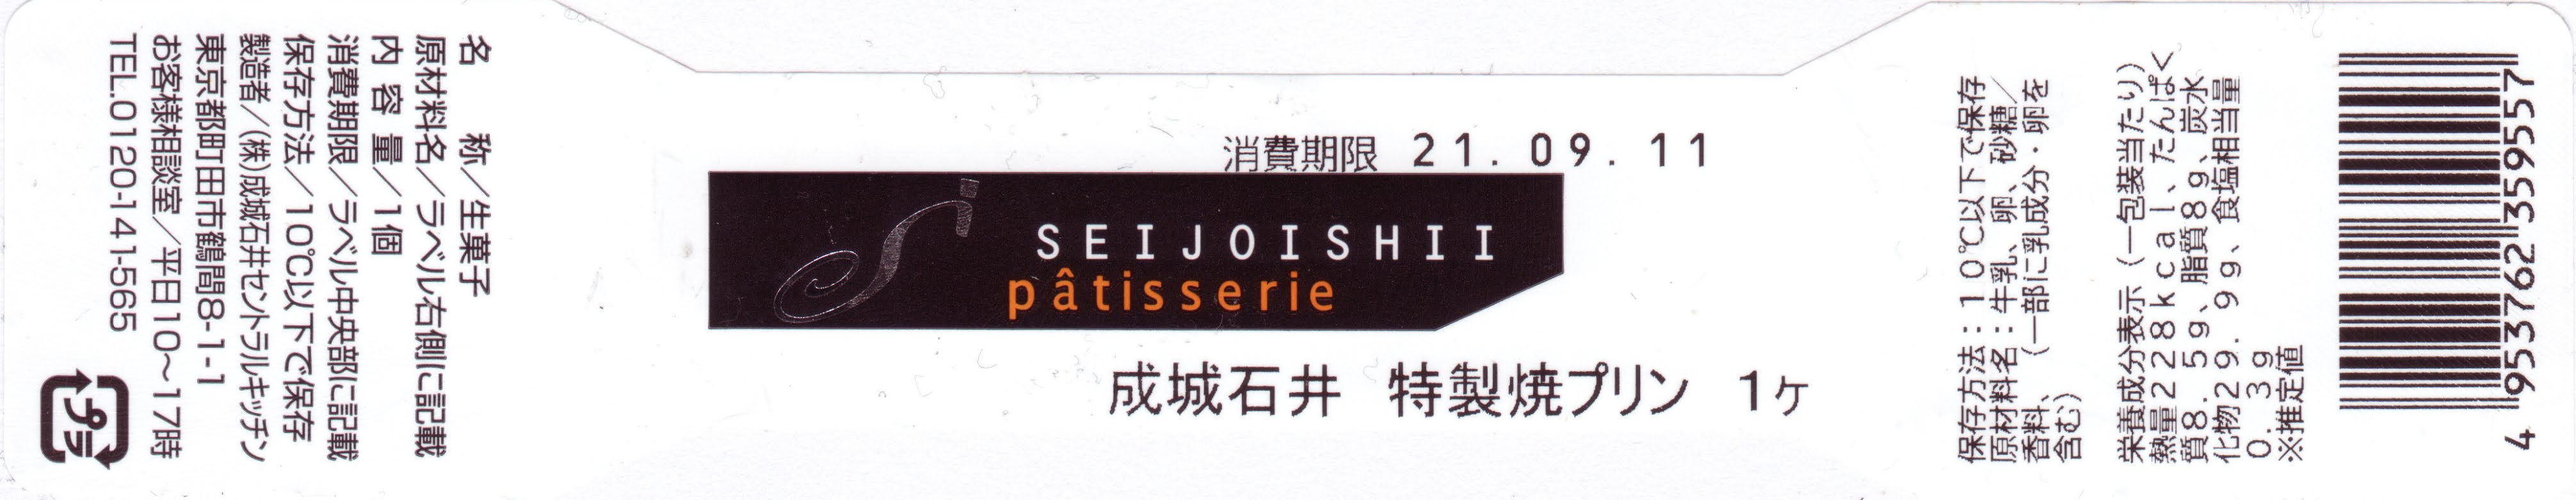 名　　称／生菓子
原材料名／ラベル右側に記載
内 容 量／1個
消費期限／ラベル中央部に記載
保存方法／10℃以下で保存
製造者／(株)成城石井セントラルキッチン
東京都町田市鶴間8-1-1
お客様相談室／平日10～17時
TEL.0120-141-565
プラ
消費期限 21.09.11
SEIJOISHII
pâtisserie
成城石井 特製焼プリン 1ヶ
保存方法：10℃以下で保存
原材料名：牛乳、卵、砂糖／
香料、（一部に乳成分・卵を
含む）
栄養成分表示（一包装当たり）
熱量228kcal、たんぱく
質8.5g、脂質8g、炭水
化物29.9g、食塩相当量
0.3g
※推定値
4 953762 359557